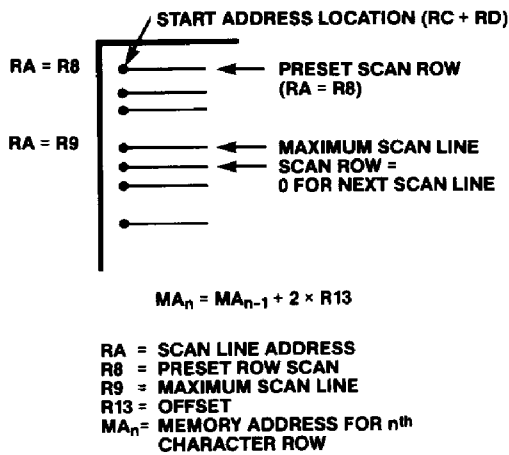 START ADDRESS LOCATION (RC + RD)
RA = R8
PRESET SCAN ROW
(RA = R8)
RA = R9
MAXIMUM SCAN LINE
SCAN ROW =
0 FOR NEXT SCAN LINE
MAn = MAn-1 + 2 × R13
RA = SCAN LINE ADDRESS
R8 = PRESET ROW SCAN
R9 = MAXIMUM SCAN LINE
R13 = OFFSET
MAn= MEMORY ADDRESS FOR nth
CHARACTER ROW